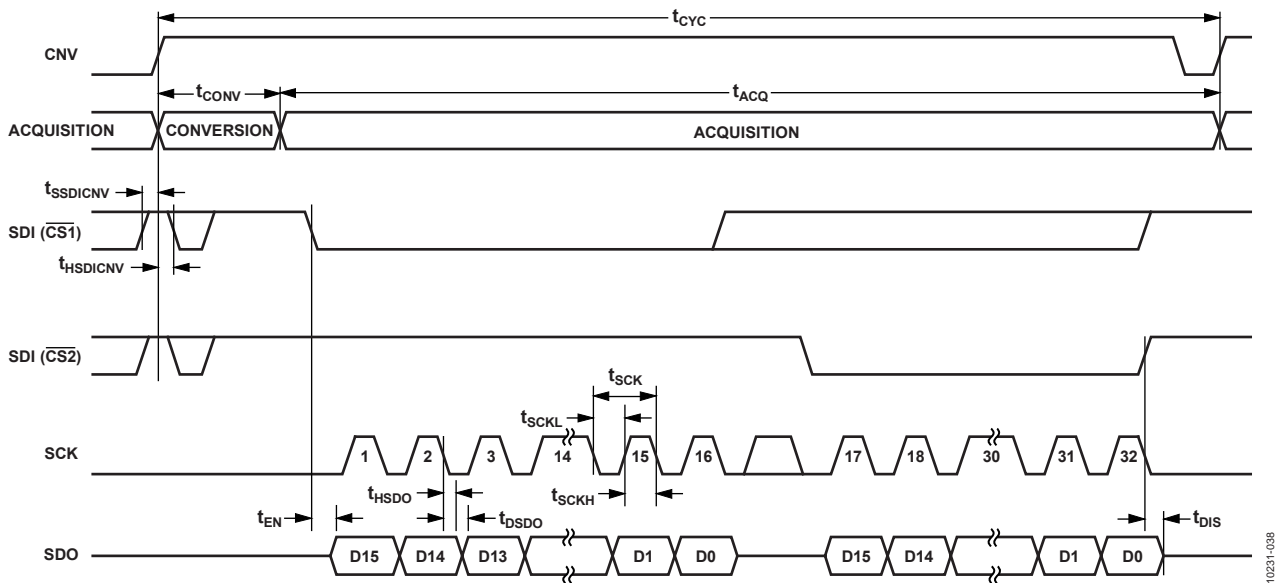 tCYC
CNV
tCONV
tACQ
ACQUISITION CONVERSION ACQUISITION
tSSDICNV
SDI (CS1)
tHSDICNV
SDI (CS2)
tSCK
tSCKL
SCK 1 2 3 14 15 16 17 18 30 31 32
tHSDO tSCKH
tEN tDSDO tDIS
SDO D15 D14 D13 D1 D0 D15 D14 D1 D0
102231-038